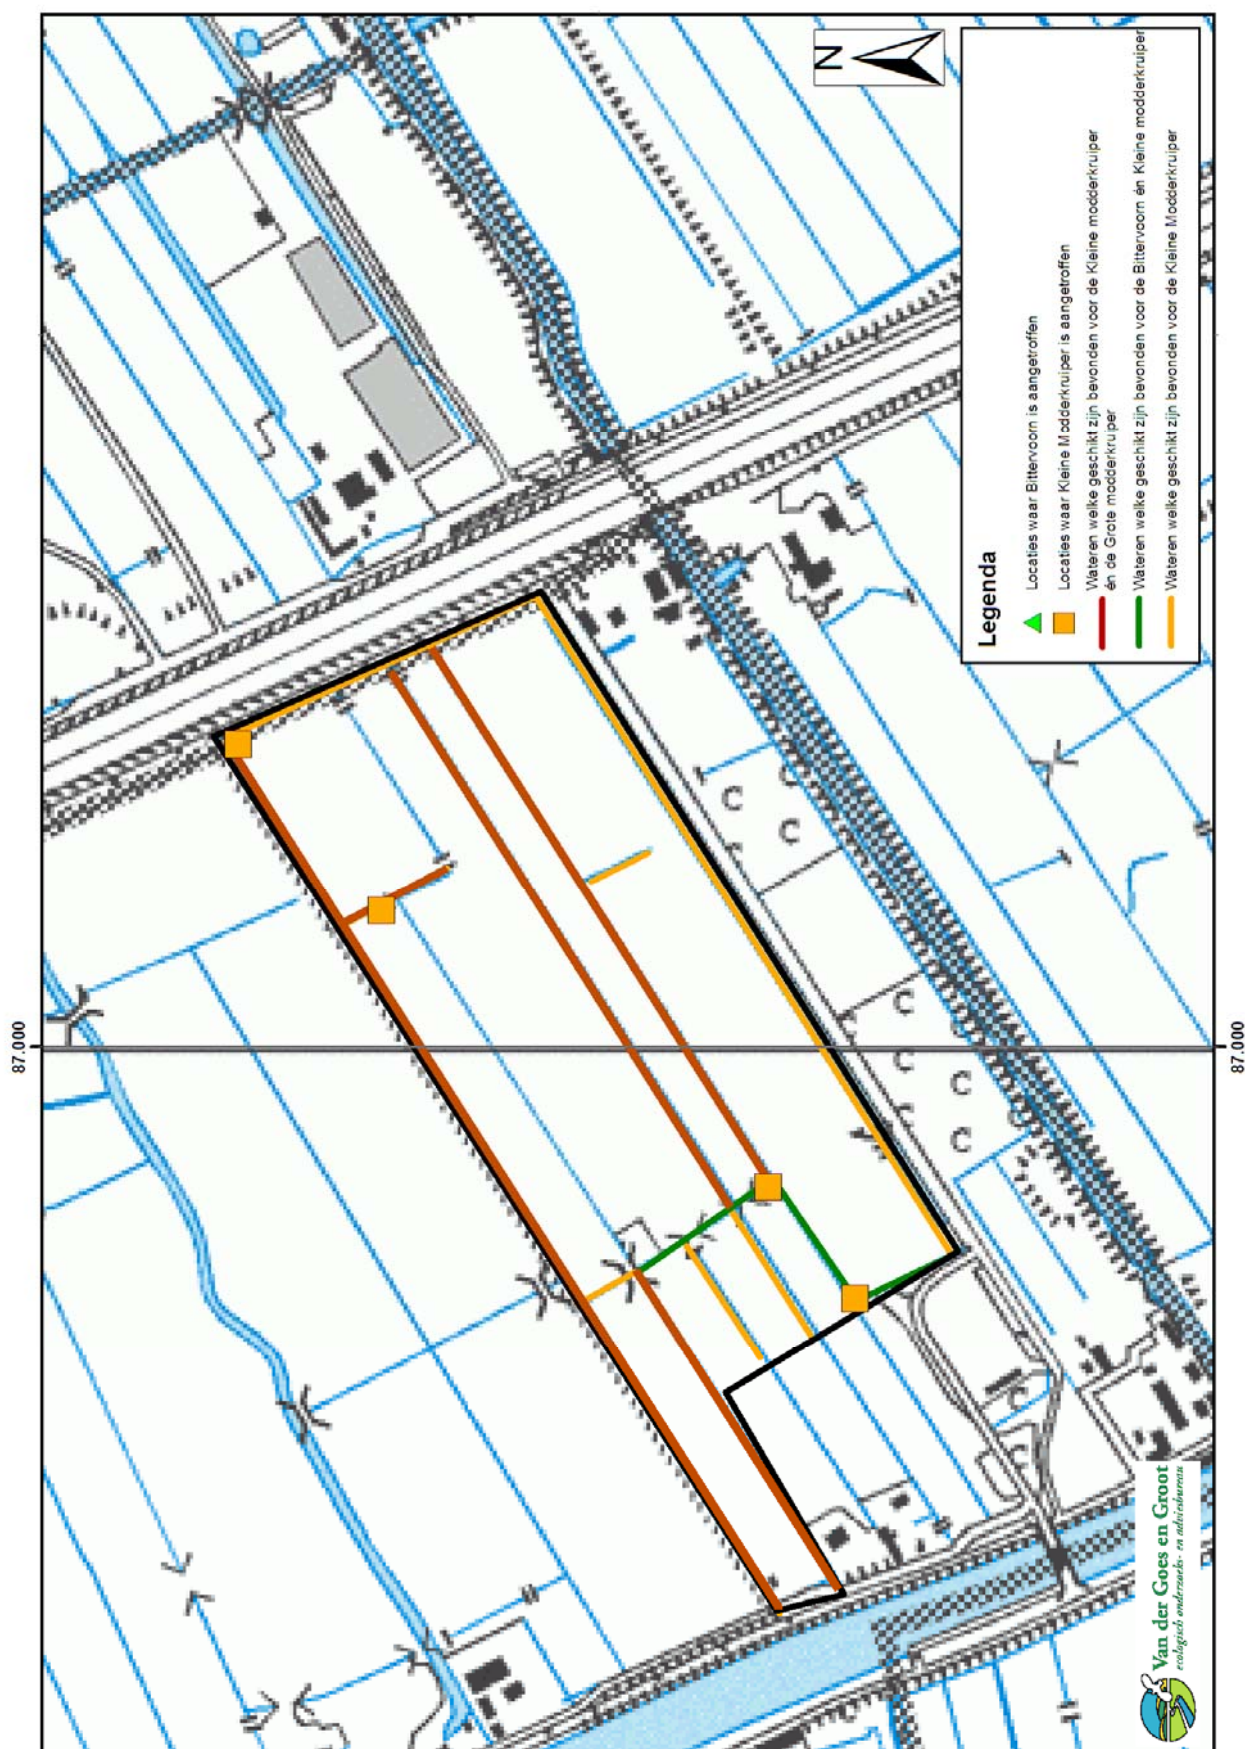 N
Legenda
Locaties waar Bittervoorn is aangetroffen
Locaties waar Kleine Modderkruiper is aangetroffen
Wateren welke geschikt zijn bevonden voor de Kleine modderkruiper
én de Grote modderkruiper
Wateren welke geschikt zijn bevonden voor de Bittervoorn én Kleine modderkruiper
Wateren welke geschikt zijn bevonden voor de Kleine Modderkruiper
87.000
87.000
Van der Goes en Groot
ecologisch onderzoeks- en adviesbureau